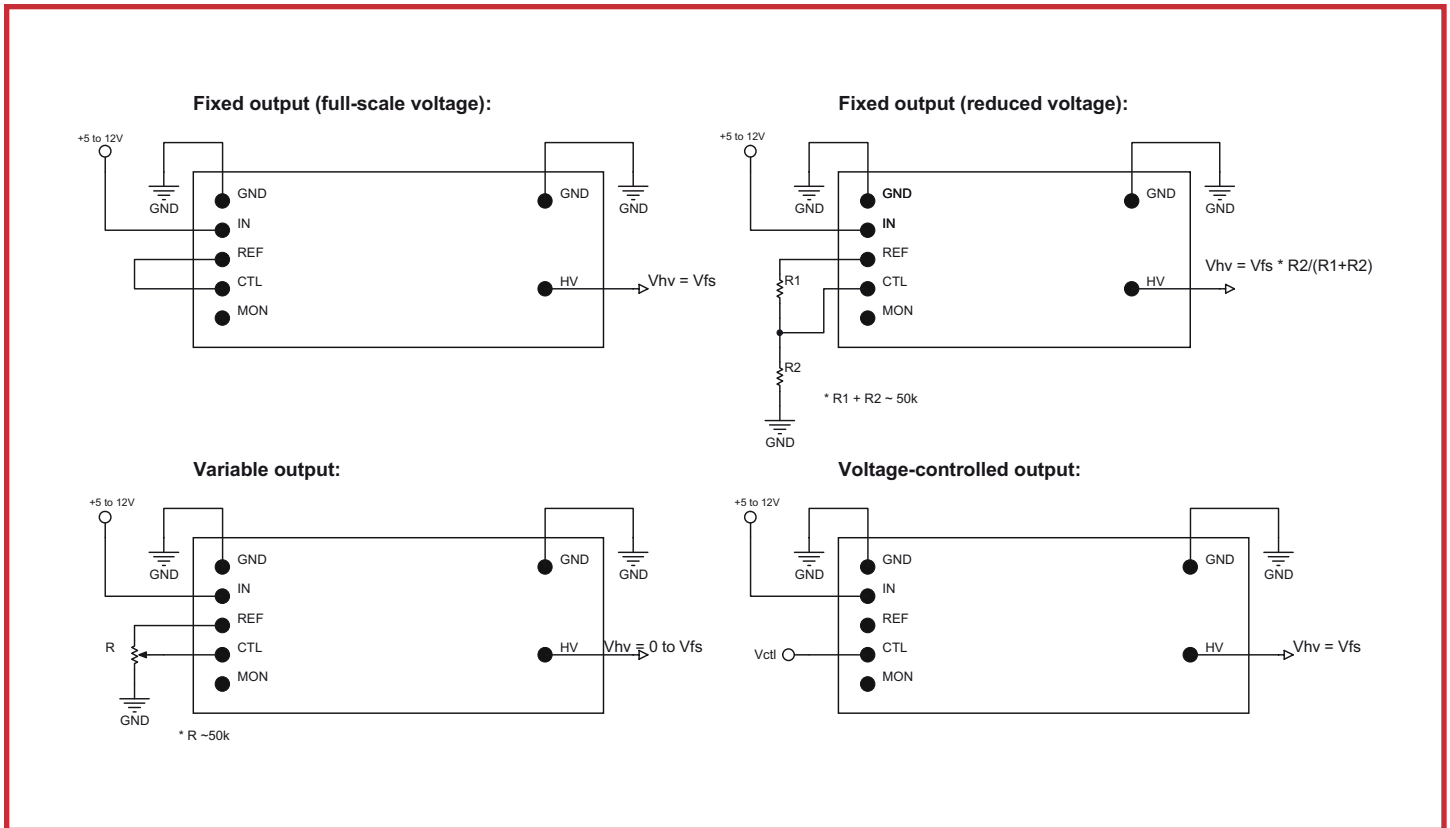 Fixed output (full-scale voltage):
+5 to 12V
GND
GND
IN
REF
CTL
MON
GND
GND
HV
Vhv = Vfs
Fixed output (reduced voltage):
+5 to 12V
GND
GND
IN
REF
CTL
MON
R1
R2
GND
* R1 + R2 ~ 50k
GND
GND
HV
Vhv = Vfs * R2/(R1+R2)
Variable output:
+5 to 12V
GND
GND
IN
REF
CTL
MON
R
GND
* R ~50k
GND
GND
HV
Vhv = 0 to Vfs
Voltage-controlled output:
+5 to 12V
GND
GND
IN
REF
CTL
MON
Vctl
GND
GND
HV
Vhv = Vfs